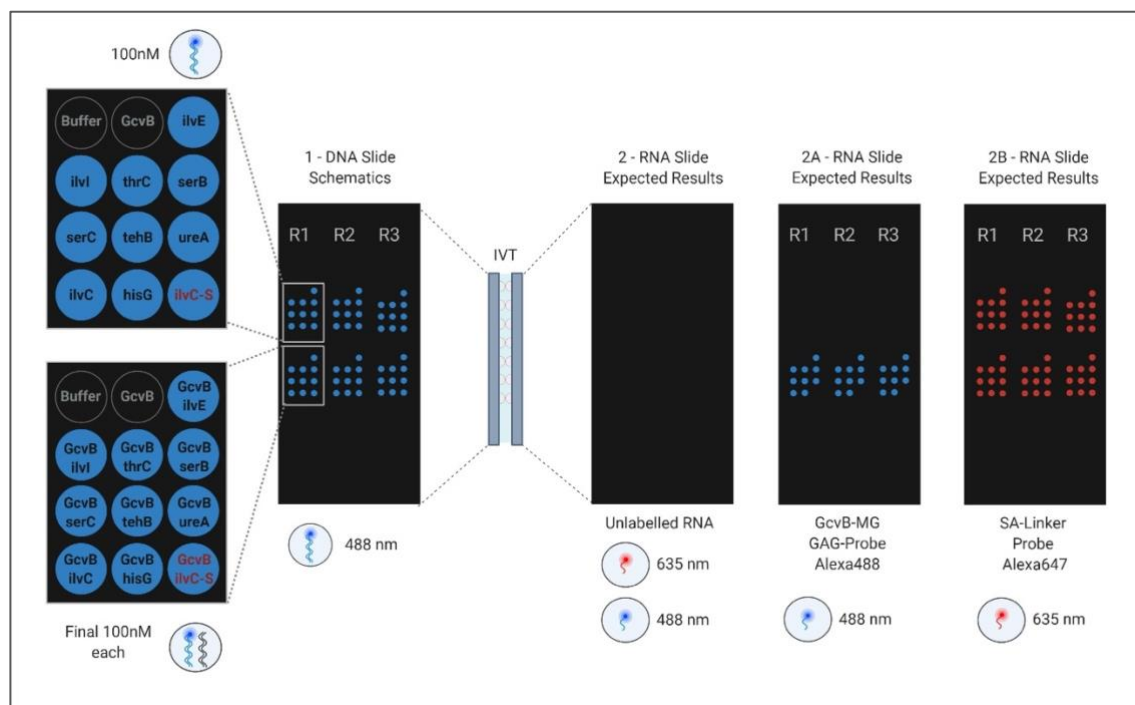 100nM
Buffer
GcvB
ilvE
ilvI
thrC
serB
serC
tehB
ureA
ilvC
hisG
ilvC-S
Buffer
GcvB
GcvB
ilvE
GcvB
ilvI
GcvB
thrC
GcvB
serB
GcvB
serC
GcvB
tehB
GcvB
ureA
GcvB
ilvC
GcvB
hisG
GcvB
ilvC-S
Final 100nM
each
1 - DNA Slide
Schematics
R1 R2 R3
488 nm
IVT
2 - RNA Slide
Expected Results
Unlabelled RNA
635 nm
488 nm
2A - RNA Slide
Expected Results
R1 R2 R3
GcvB-MG
GAG-Probe
Alexa488
488 nm
2B - RNA Slide
Expected Results
R1 R2 R3
SA-Linker
Probe
Alexa647
635 nm